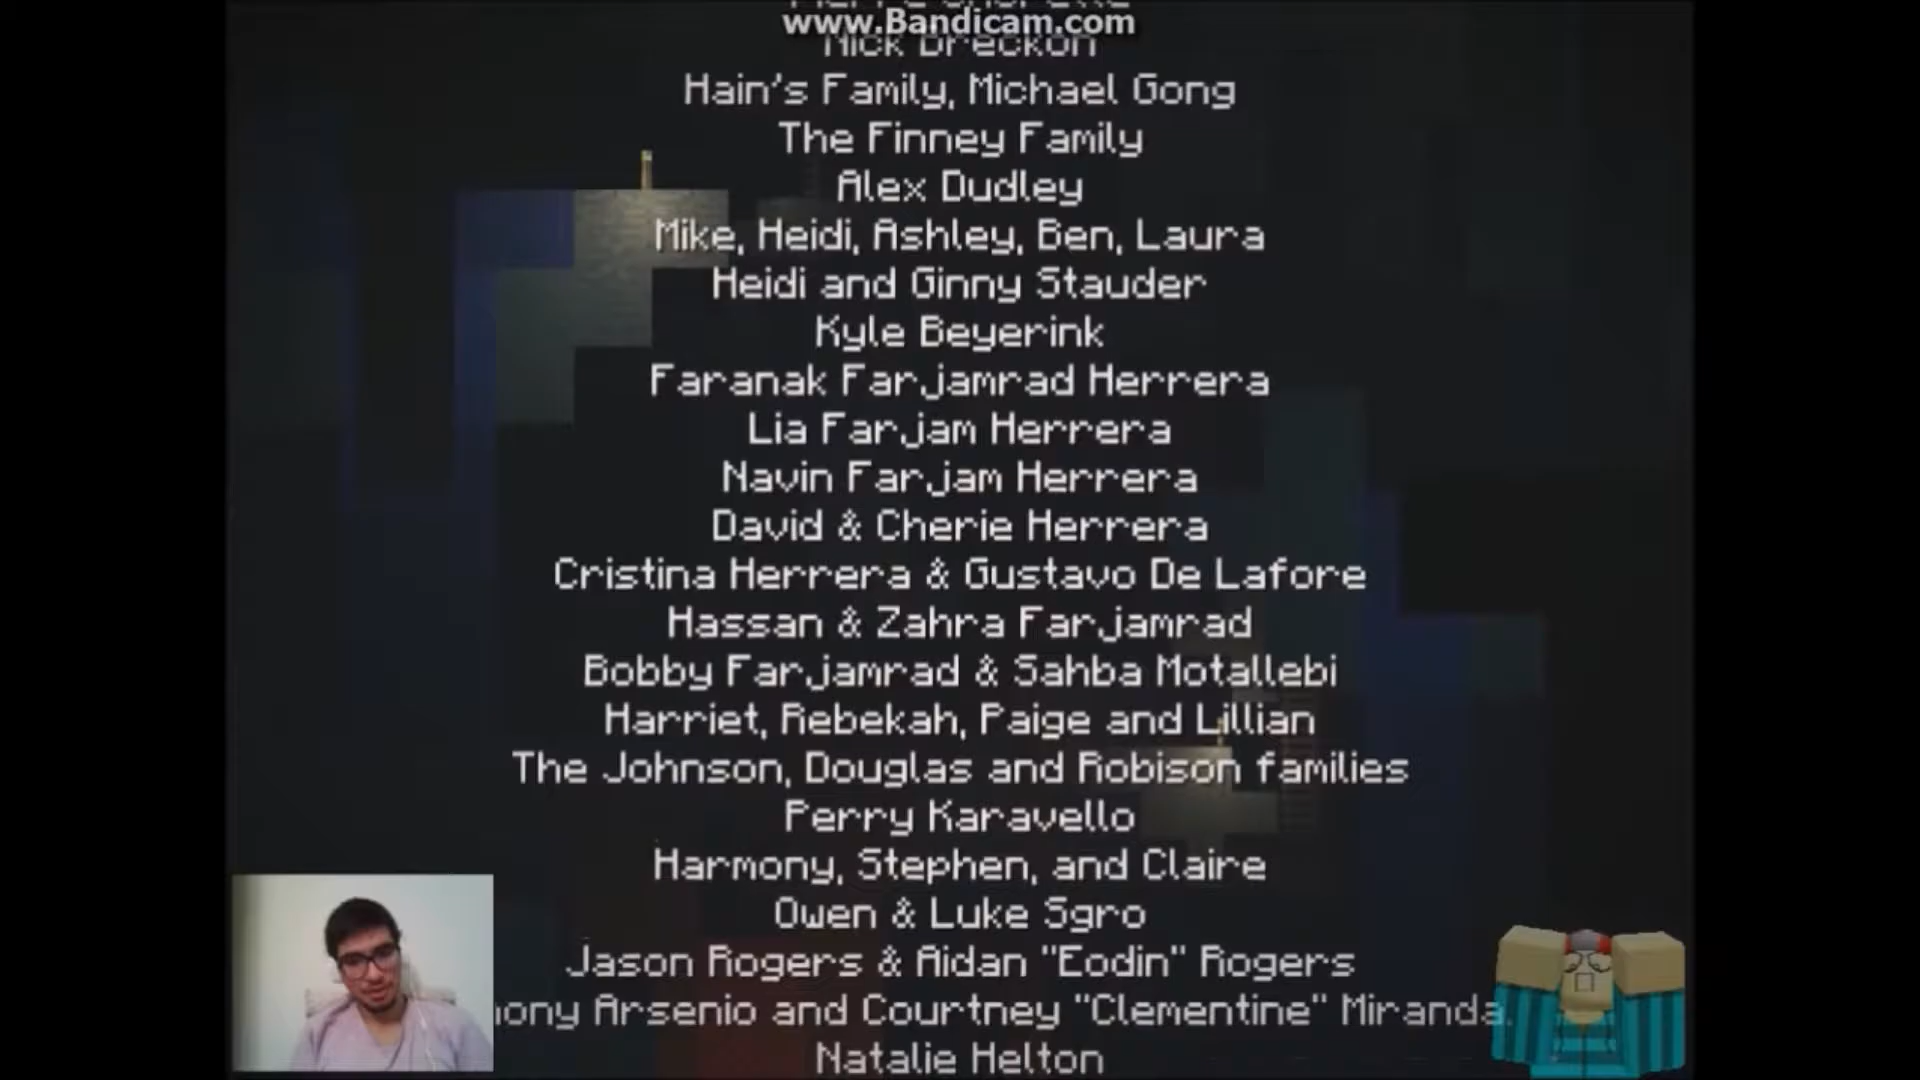 www.Bandicam.com
Nick Breckon
Hain's Family, Michael Gong
The Finney Family
Alex Dudley
Mike, Heidi, Ashley, Ben, Laura
Heidi and Ginny Stauder
Kyle Beyerink
Faranak Farjamrad Herrera
Lia Farjam Herrera
Navin Farjam Herrera
David & Cherie Herrera
Cristina Herrera & Gustavo De Lafore
Hassan & Zahra Farjamrad
Bobby Farjamrad & Sahba Motallebi
Harriet, Rebekah, Paige and Lillian
The Johnson, Douglas and Robison families
Perry Karavello
Harmony, Stephen, and Claire
Owen & Luke Sgro
Jason Rogers & Aidan "Eodin" Rogers
Arsenio and Courtney "Clementine" Miranda
Natalie Helton